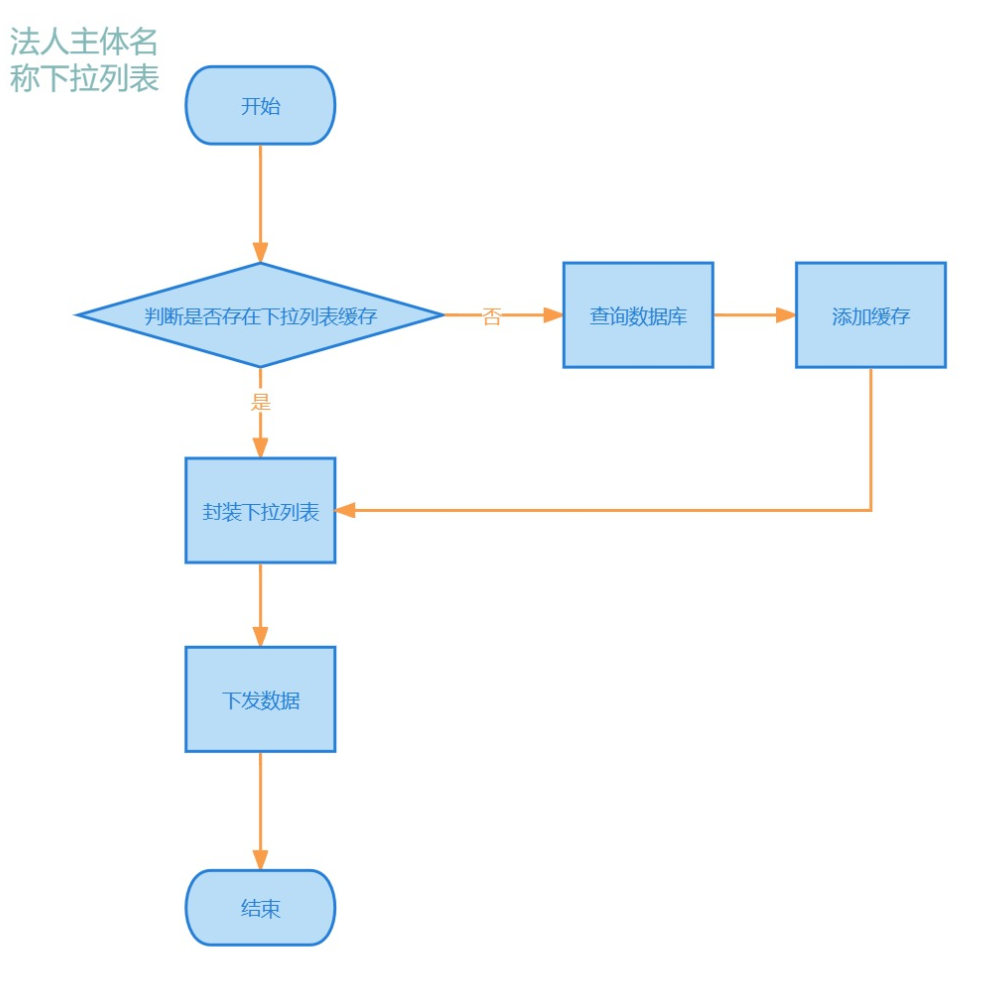 法人主体名
称下拉列表
开始
判断是否存在下拉列表缓存
否
查询数据库
添加缓存
是
封装下拉列表
下发数据
结束